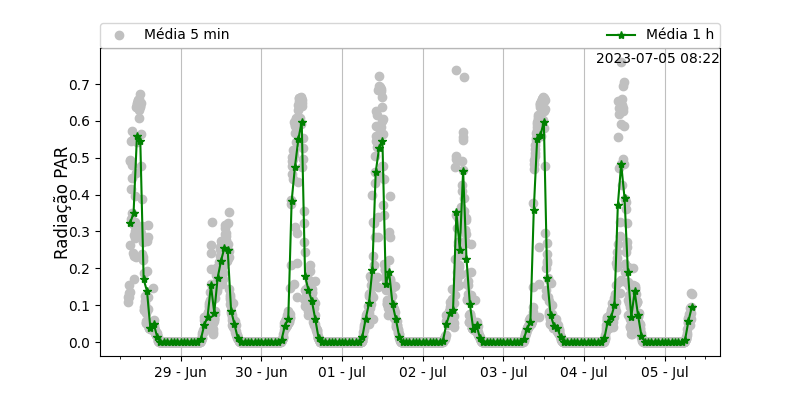 Média 5 min
Média 1 h
2023-07-05 08:22
Radiação PAR
0.7
0.6
0.5
0.4
0.3
0.2
0.1
0.0
29 - Jun
30 - Jun
01 - Jul
02 - Jul
03 - Jul
04 - Jul
05 - Jul